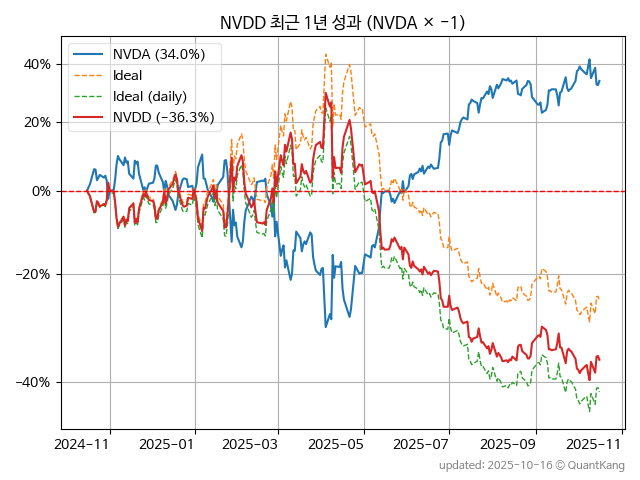 NVDD 최근 1년 성과 (NVDA × -1)
NVDA (34.0%)
Ideal
Ideal (daily)
NVDD (−36.3%)
40%
20%
0%
−20%
−40%
2024-11
2025-01
2025-03
2025-05
2025-07
2025-09
2025-11
updated: 2025-10-16 © QuantKang